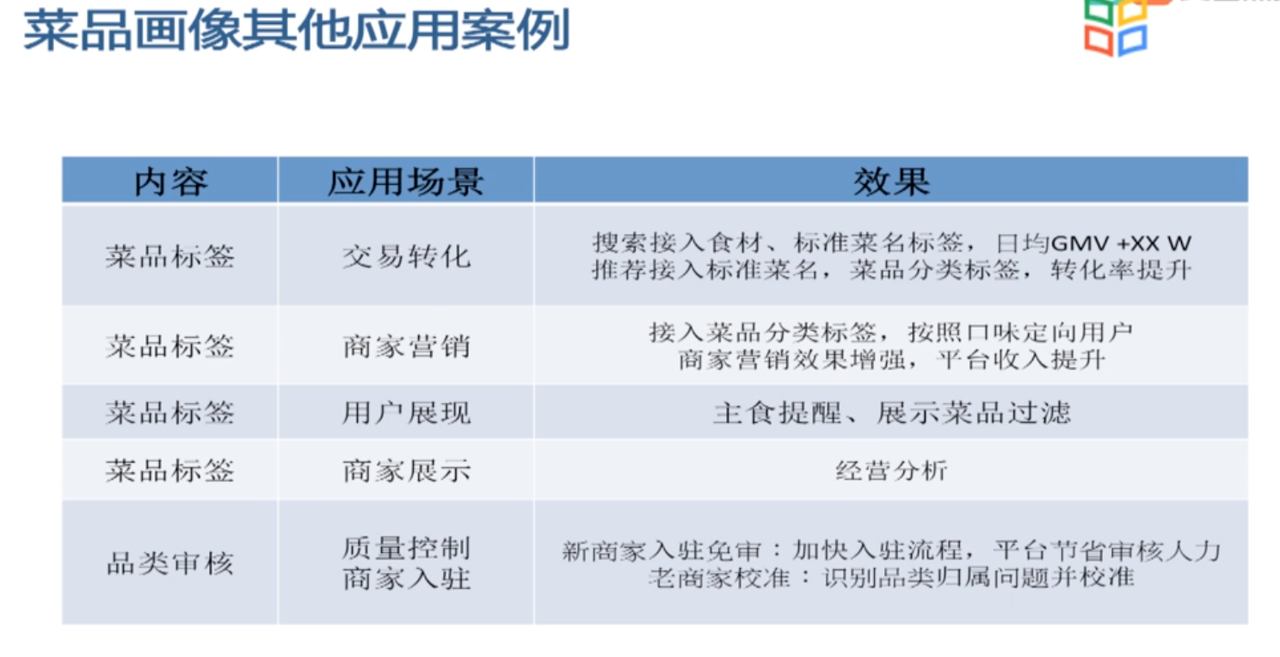 菜品画像其他应用案例
内容 应用场景 效果
菜品标签 交易转化 搜索接入食材、标准菜名标签，日均GMV +XX W
推荐接入标准菜名，菜品分类标签，转化率提升
菜品标签 商家营销 接入菜品分类标签，按照口味定向用户
商家营销效果增强，平台收入提升
菜品标签 用户展现 主食提醒、展示菜品过滤
菜品标签 商家展示 经营分析
品类审核 质量控制
商家入驻
新商家入驻免审：加快入驻流程，平台节省审核人力
老商家校准：识别品类归属问题并校准